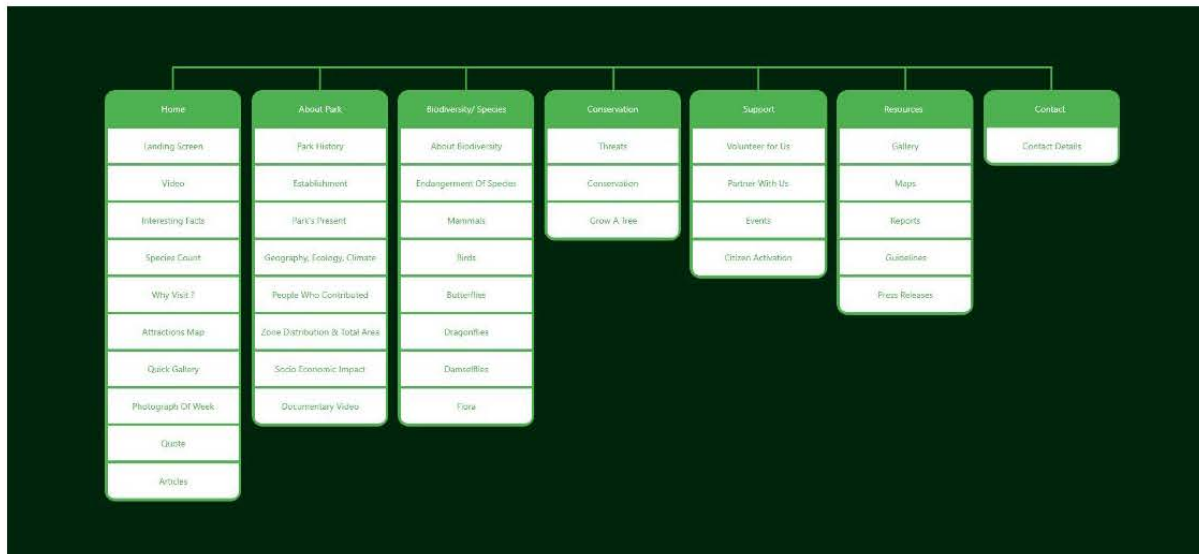 Home
Landing Screen
Video
Interesting Facts
Species Count
Why Visit ?
Attractions Map
Quick Gallery
Photograph Of Week
Quote
Articles
About Park
Park History
Establishment
Park's Present
Geography, Ecology, Climate
People Who Contributed
Zone Distribution & Total Area
Socio Economic Impact
Documentary Video
Biodiversity/ Species
About Biodiversity
Endangerment Of Species
Mammals
Birds
Butterflies
Dragonflies
Damselflies
Flora
Conservation
Threats
Conservation
Grow A Tree
Support
Volunteer for Us
Partner With Us
Events
Citizen Activation
Resources
Gallery
Maps
Reports
Guidelines
Press Releases
Contact
Contact Details